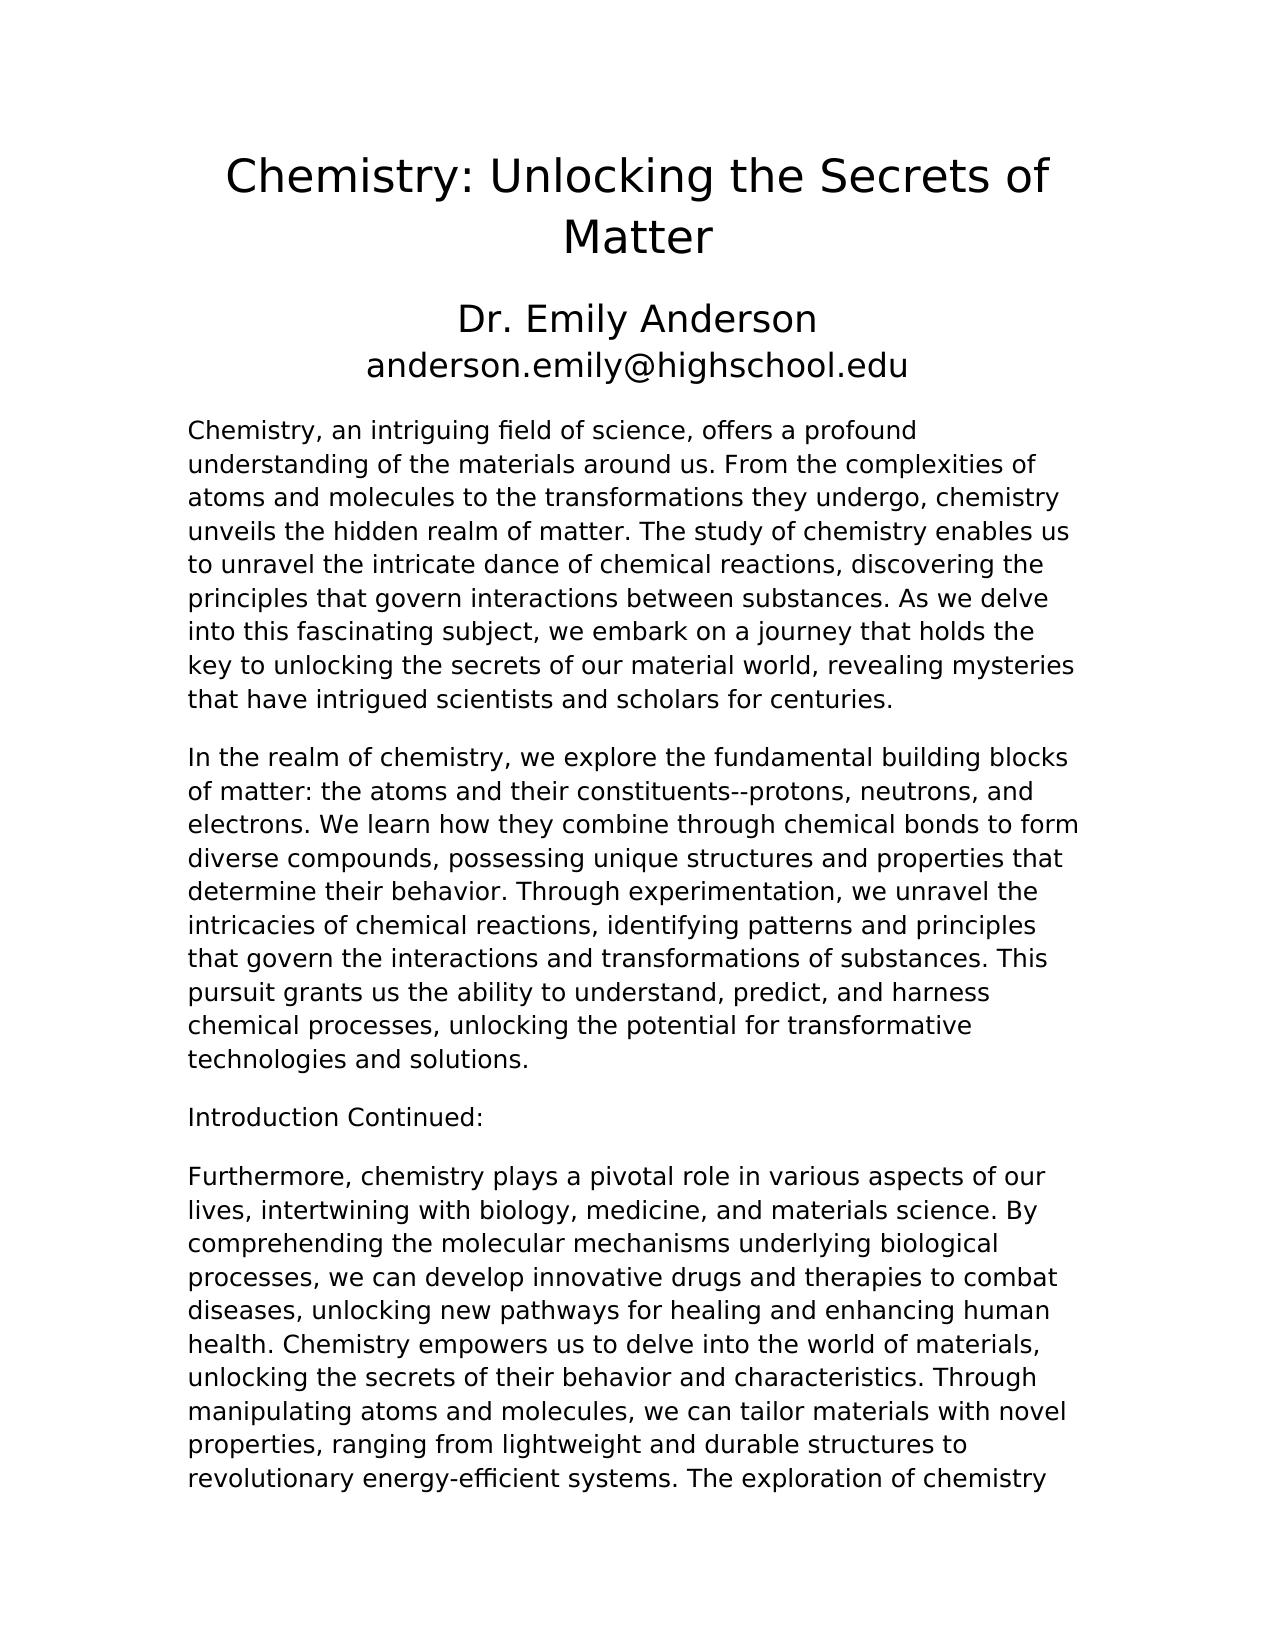 Chemistry: Unlocking the Secrets of
Matter
Dr. Emily Anderson
anderson.emily@highschool.edu
Chemistry, an intriguing field of science, offers a profound
understanding of the materials around us. From the complexities of
atoms and molecules to the transformations they undergo, chemistry
unveils the hidden realm of matter. The study of chemistry enables us
to unravel the intricate dance of chemical reactions, discovering the
principles that govern interactions between substances. As we delve
into this fascinating subject, we embark on a journey that holds the
key to unlocking the secrets of our material world, revealing mysteries
that have intrigued scientists and scholars for centuries.
In the realm of chemistry, we explore the fundamental building blocks
of matter: the atoms and their constituents--protons, neutrons, and
electrons. We learn how they combine through chemical bonds to form
diverse compounds, possessing unique structures and properties that
determine their behavior. Through experimentation, we unravel the
intricacies of chemical reactions, identifying patterns and principles
that govern the interactions and transformations of substances. This
pursuit grants us the ability to understand, predict, and harness
chemical processes, unlocking the potential for transformative
technologies and solutions.
Introduction Continued:
Furthermore, chemistry plays a pivotal role in various aspects of our
lives, intertwining with biology, medicine, and materials science. By
comprehending the molecular mechanisms underlying biological
processes, we can develop innovative drugs and therapies to combat
diseases, unlocking new pathways for healing and enhancing human
health. Chemistry empowers us to delve into the world of materials,
unlocking the secrets of their behavior and characteristics. Through
manipulating atoms and molecules, we can tailor materials with novel
properties, ranging from lightweight and durable structures to
revolutionary energy-efficient systems. The exploration of chemistry